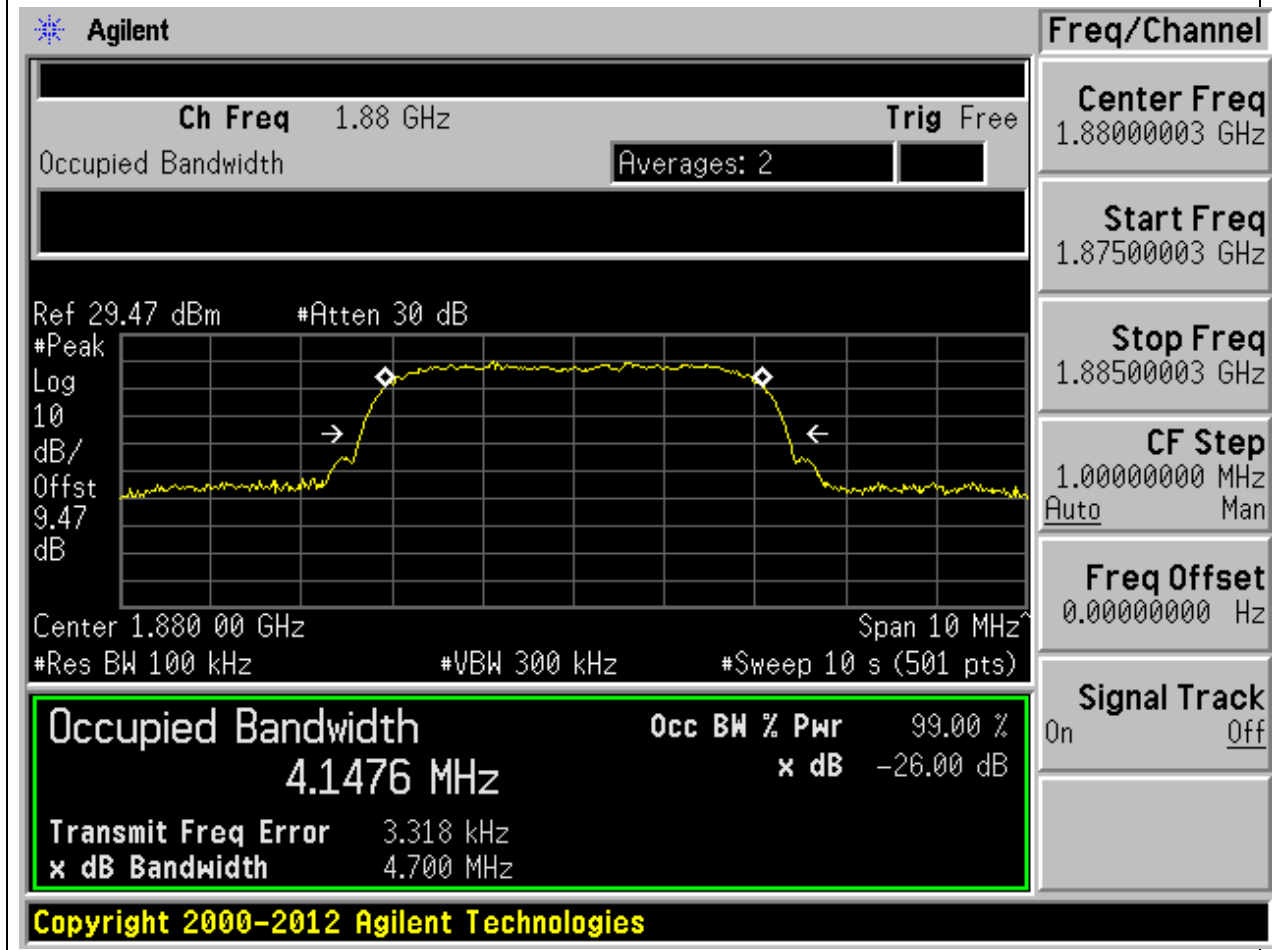 Agilent
Freq/Channel
Ch Freq 1.88 GHz Trig Free
Occupied Bandwidth Averages: 2
Ref 29.47 dBm #Atten 30 dB
#Peak
Log
10
dB/
Offst
9.47
dB
Center 1.880 00 GHz Span 10 MHz^
#Res BW 100 kHz #VBW 300 kHz #Sweep 10 s (501 pts)
Occupied Bandwidth
4.1476 MHz
Occ BW % Pwr 99.00 %
x dB -26.00 dB
Transmit Freq Error 3.318 kHz
x dB Bandwidth 4.700 MHz
Center Freq
1.88000003 GHz
Start Freq
1.87500003 GHz
Stop Freq
1.88500003 GHz
CF Step
1.00000000 MHz
Auto Man
Freq Offset
0.00000000 Hz
Signal Track
On Off
Copyright 2000-2012 Agilent Technologies